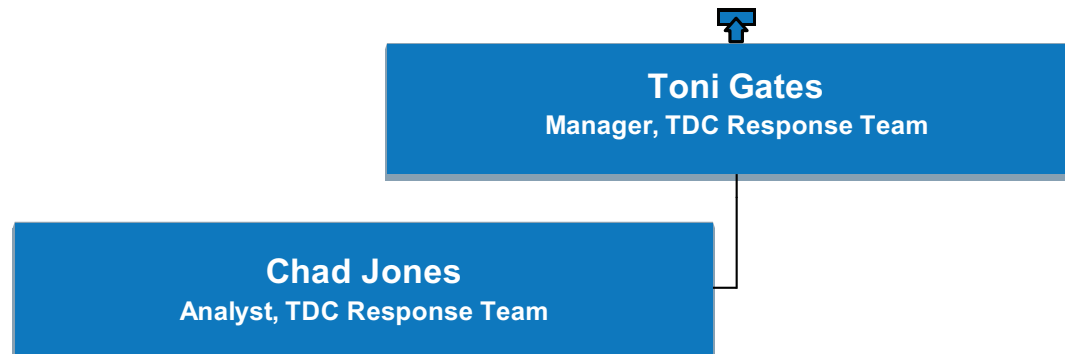 Toni Gates
Manager, TDC Response Team
Chad Jones
Analyst, TDC Response Team